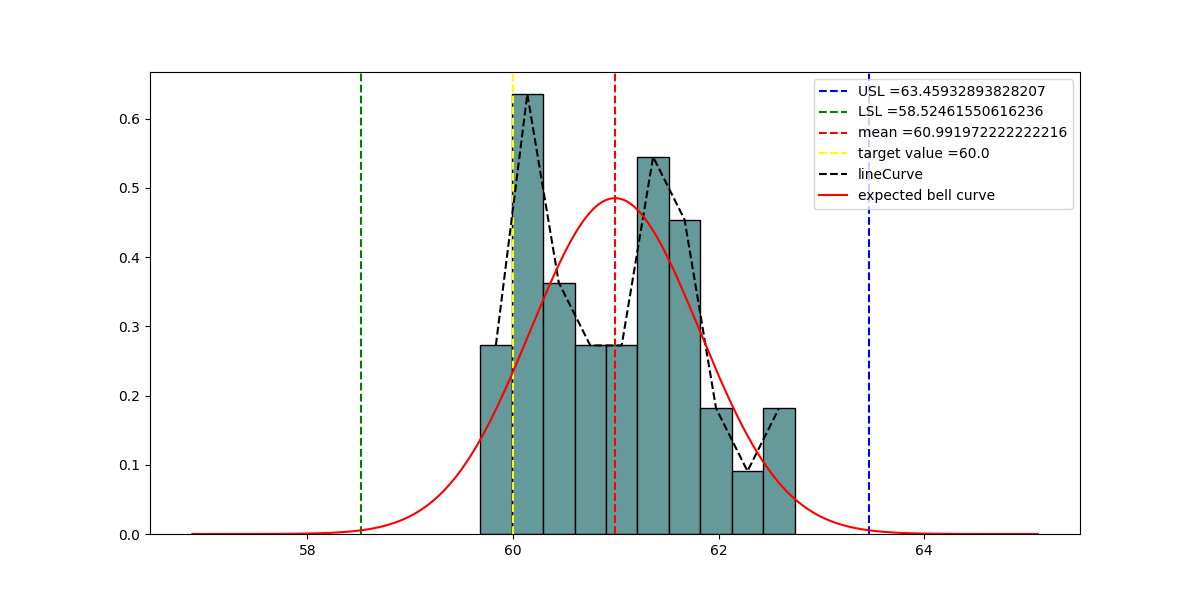 USL =63.45932893828207
LSL =58.52461550616236
mean =60.991972222222216
target value =60.0
lineCurve
expected bell curve
0.6
0.5
0.4
0.3
0.2
0.1
0.0
58 60 62 64